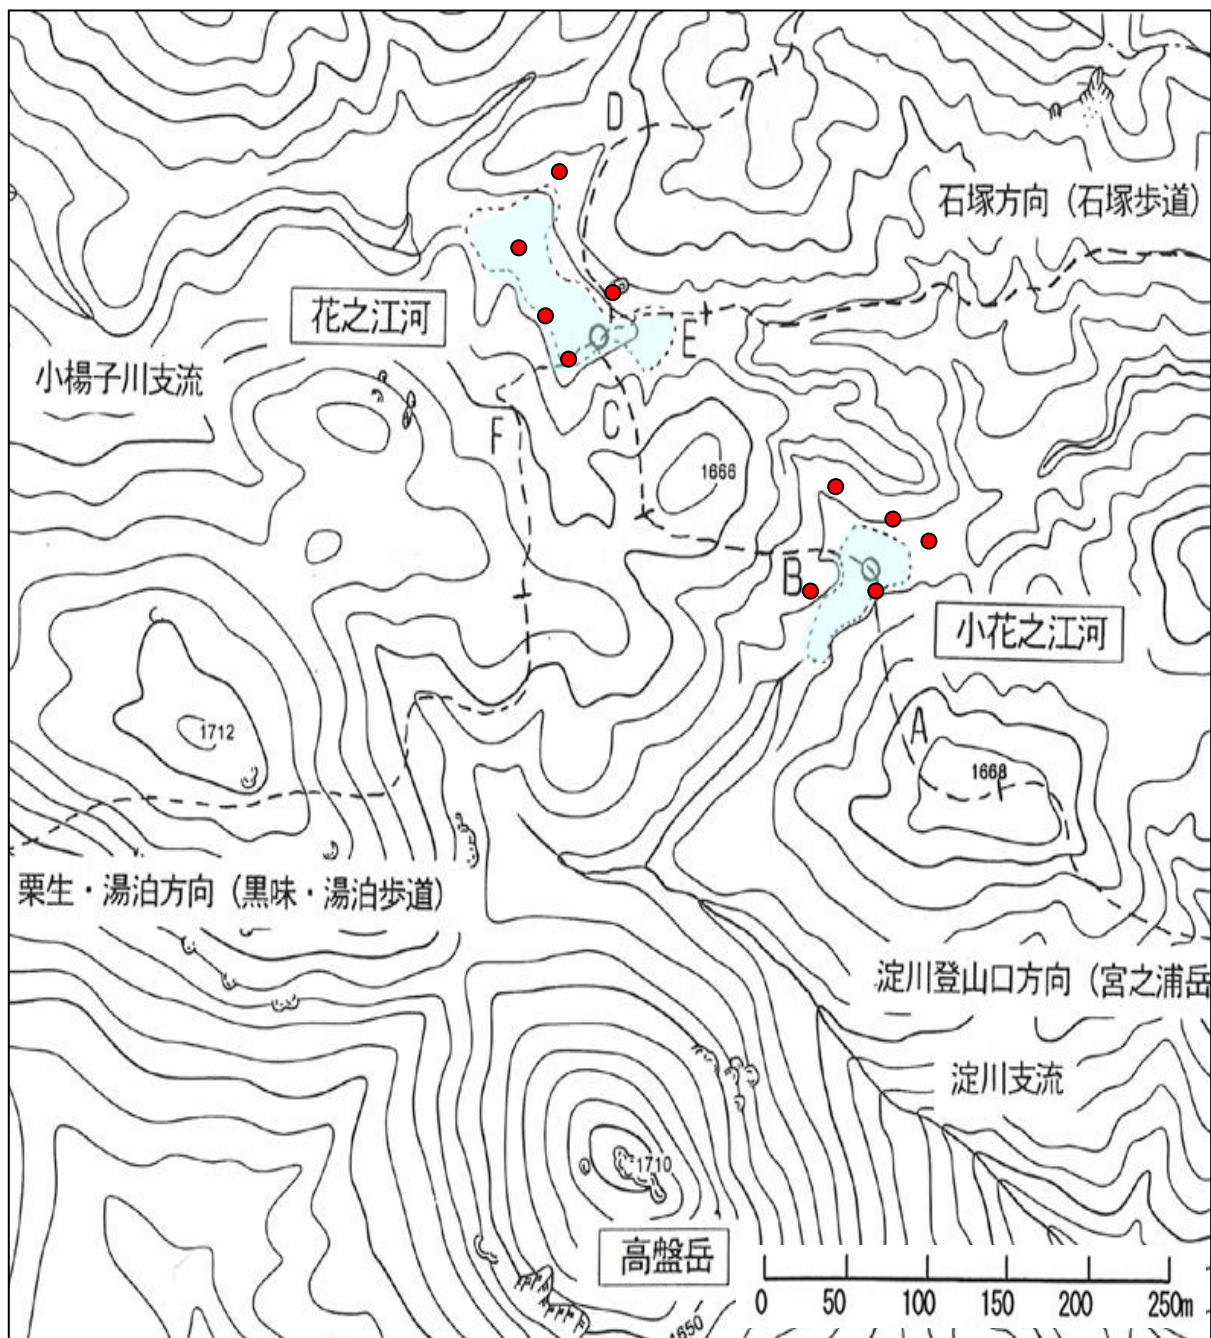 D
石塚方向（石塚歩道）
花之江河
E
小楊子川支流
C
F
1666
B
小花之江河
A
1712
1668
栗生・湯泊方向（黒味・湯泊歩道）
淀川登山口方向（宮之浦岳
淀川支流
1710
高盤岳
1650
0 50 100 150 200 250m